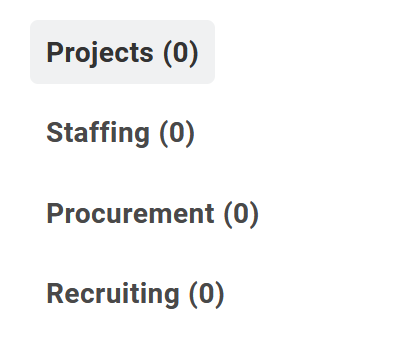 Projects (0)
Staffing (0)
Procurement (0)
Recruiting (0)